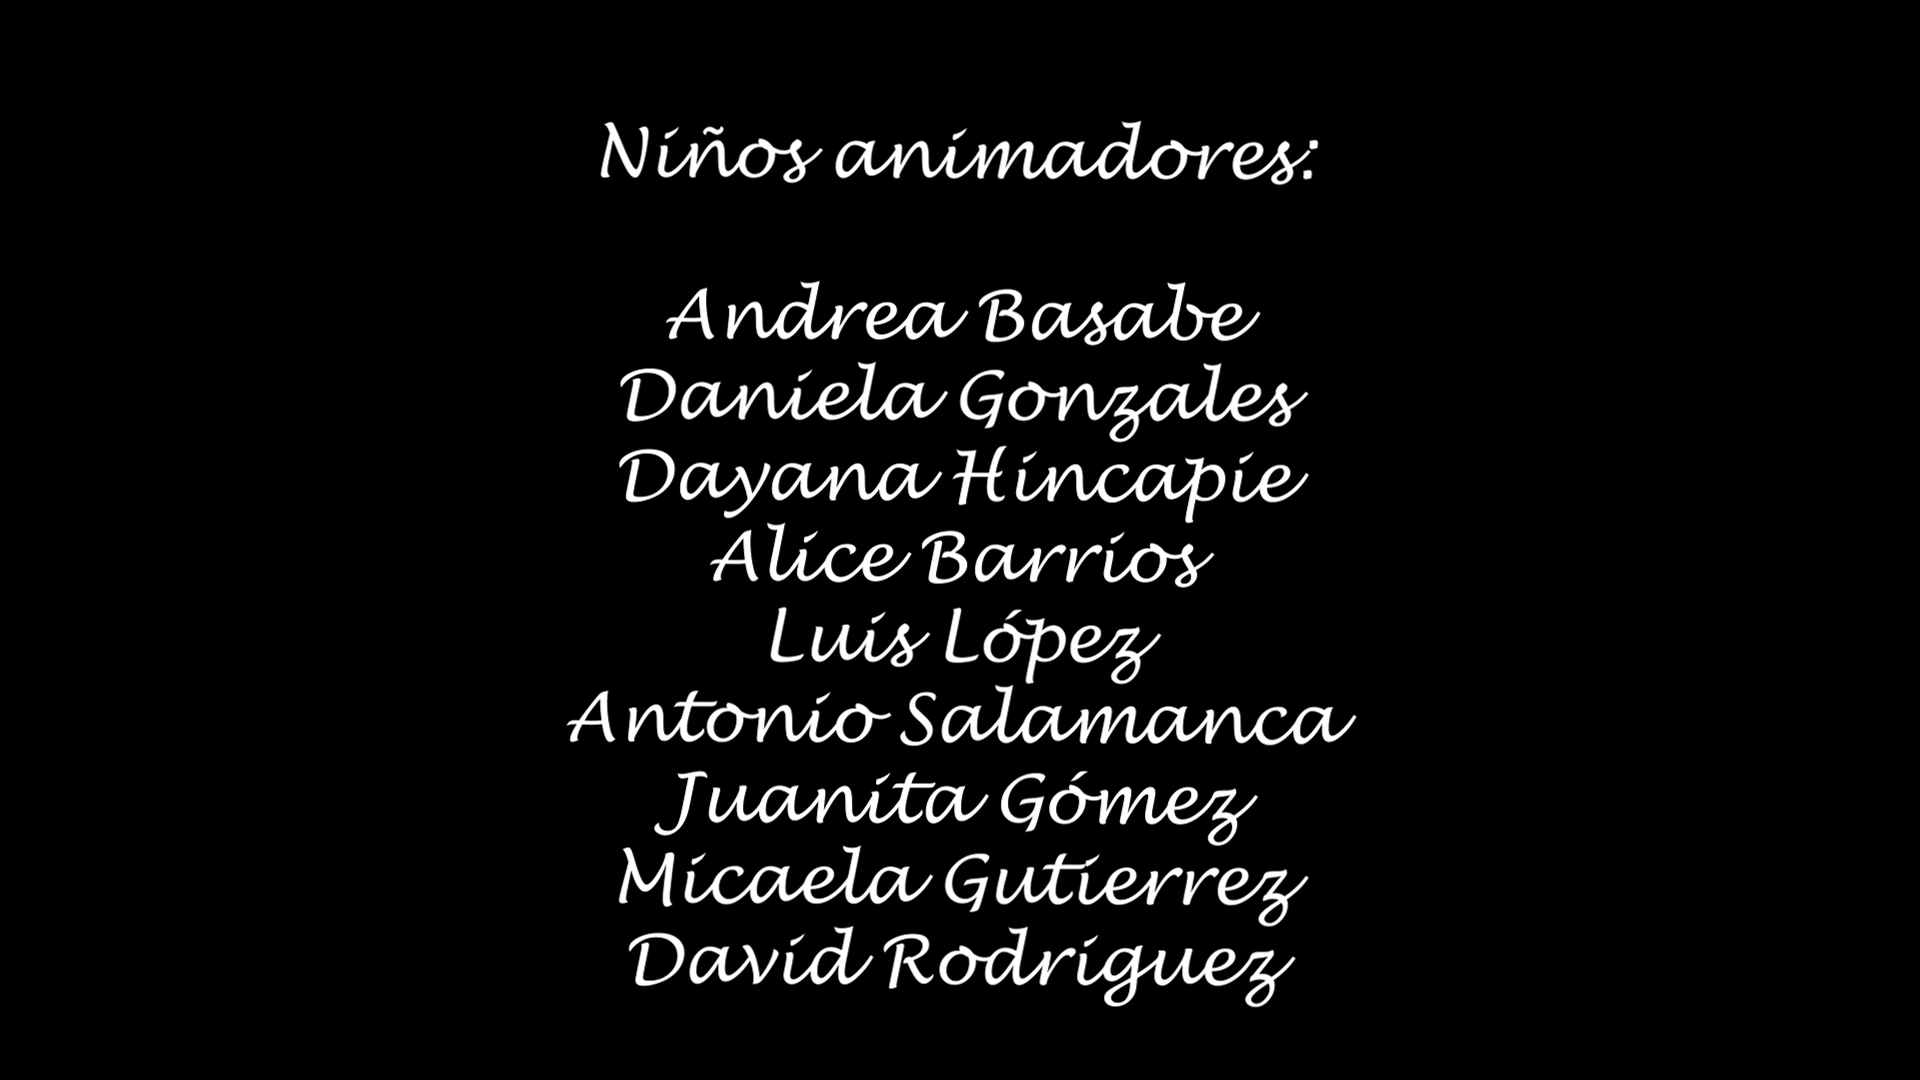 Niños animadores:
Andrea Basabe
Daniela Gonzales
Dayana Hincapie
Alice Barrios
Luis López
Antonio Salamanca
Juanita Gómez
Micaela Gutierrez
David Rodriguez